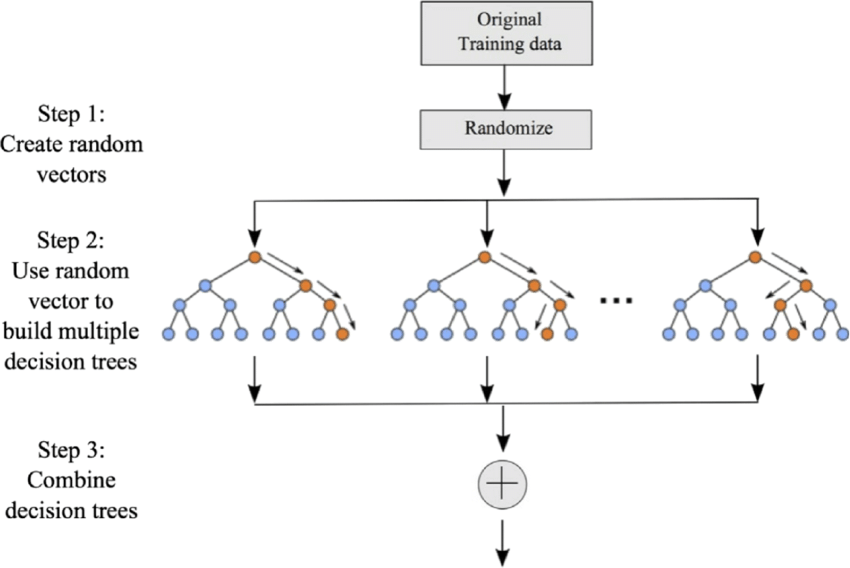 Original
Training data
Step 1:
Create random
vectors
Randomize
Step 2:
Use random
vector to
build multiple
decision trees
...
Step 3:
Combine
decision trees
+